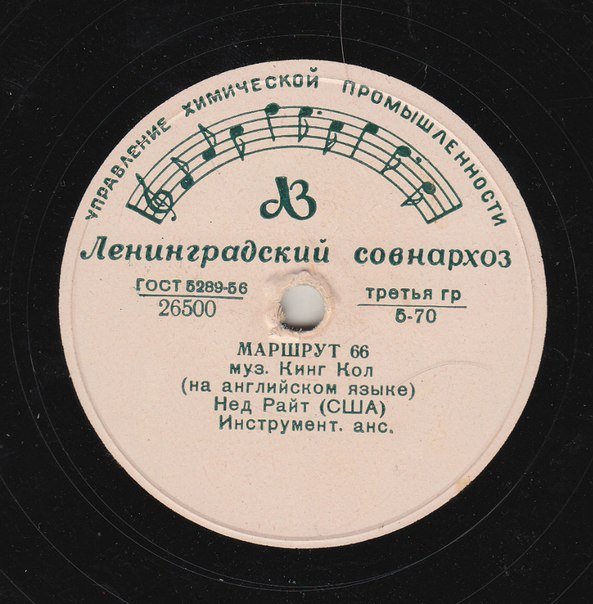 УПРАВЛЕНИЕ ХИМИЧЕСКОЙ ПРОМЫШЛЕННОСТИ
ЛЗ
Ленинградский совнархоз
ГОСТ 5289-56
26500
третья гр
5-70
МАРШРУТ 66
муз. Кинг Кол
(на английском языке)
Нед Райт (США)
Инструмент. анс.